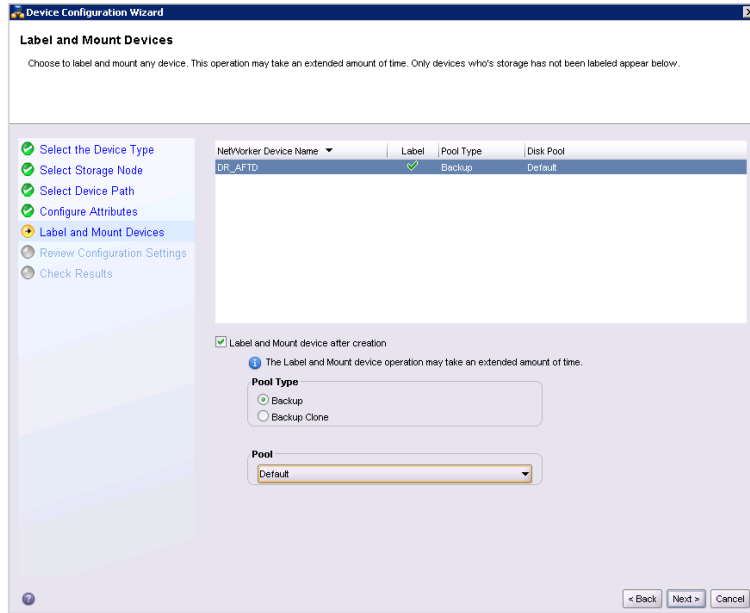 Device Configuration Wizard
Label and Mount Devices
Choose to label and mount any device. This operation may take an extended amount of time. Only devices who's storage has not been labeled appear below.
Select the Device Type
Select Storage Node
Select Device Path
Configure Attributes
Label and Mount Devices
Review Configuration Settings
Check Results
NetWorker Device Name Label Pool Type Disk Pool
DR_AFTD Backup Default
Label and Mount device after creation
The Label and Mount device operation may take an extended amount of time.
Pool Type
Backup
Backup Clone
Pool
Default
< Back Next > Cancel